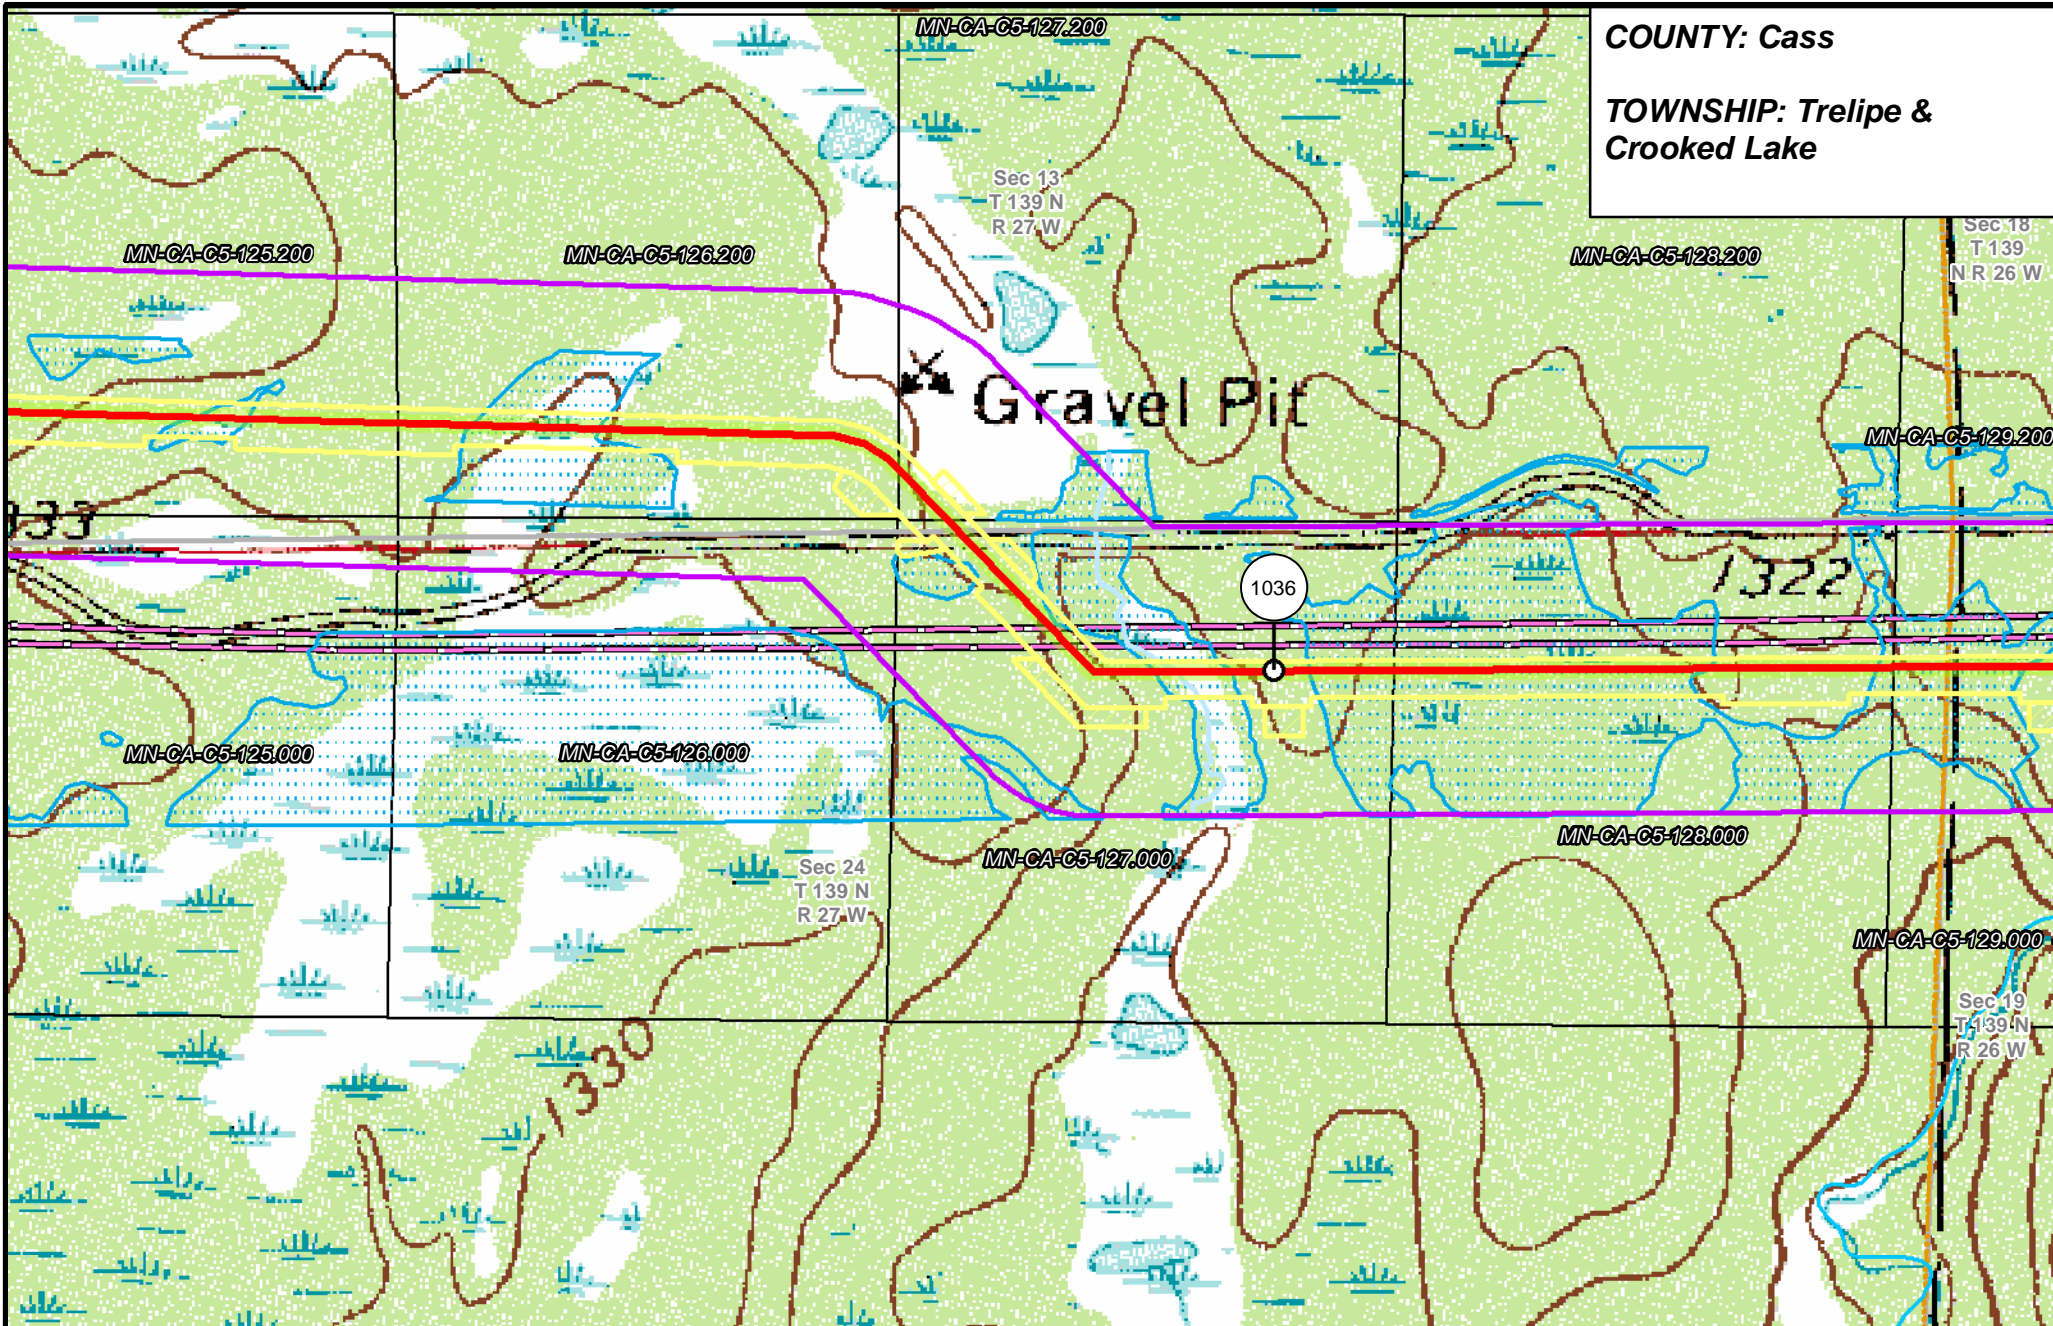 MN-CA-C5-127.200
COUNTY: Cass
TOWNSHIP: Trelipe &
Crooked Lake
Sec 13
T 139 N
R 27 W
Sec 18
T 139
N R 26 W
MN-CA-C5-125.200
MN-CA-C5-126.200
MN-CA-C5-128.200
Gravel Pit
MN-CA-C5-129.200
1036
1322
MN-CA-C5-125.000
MN-CA-C5-126.000
MN-CA-C5-128.000
MN-CA-C5-127.000
Sec 24
T 139 N
R 27 W
MN-CA-C5-129.000
Sec 19
T 139 N
R 26 W
1330